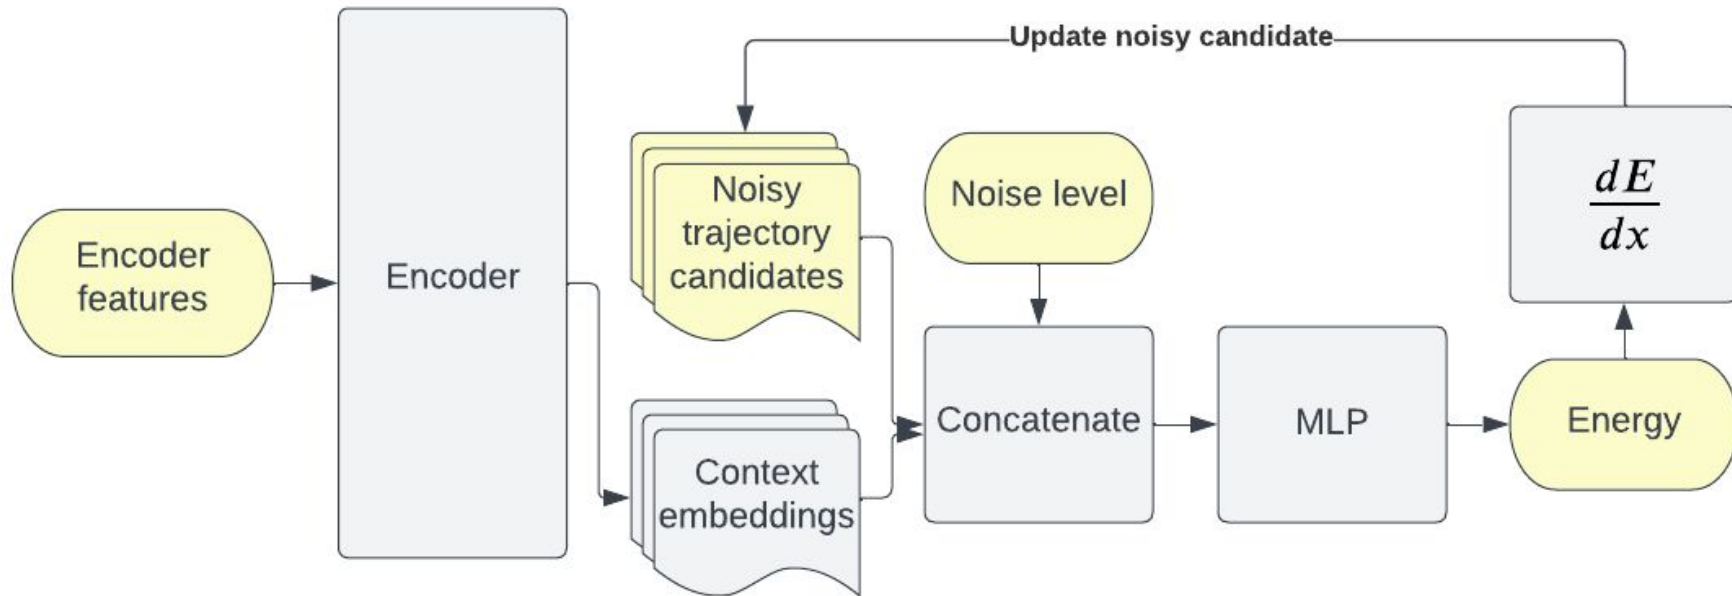 Update noisy candidate
Encoder
features
Encoder
Noisy
trajectory
candidates
Context
embeddings
Noise level
Concatenate
MLP
Energy
dE
dx